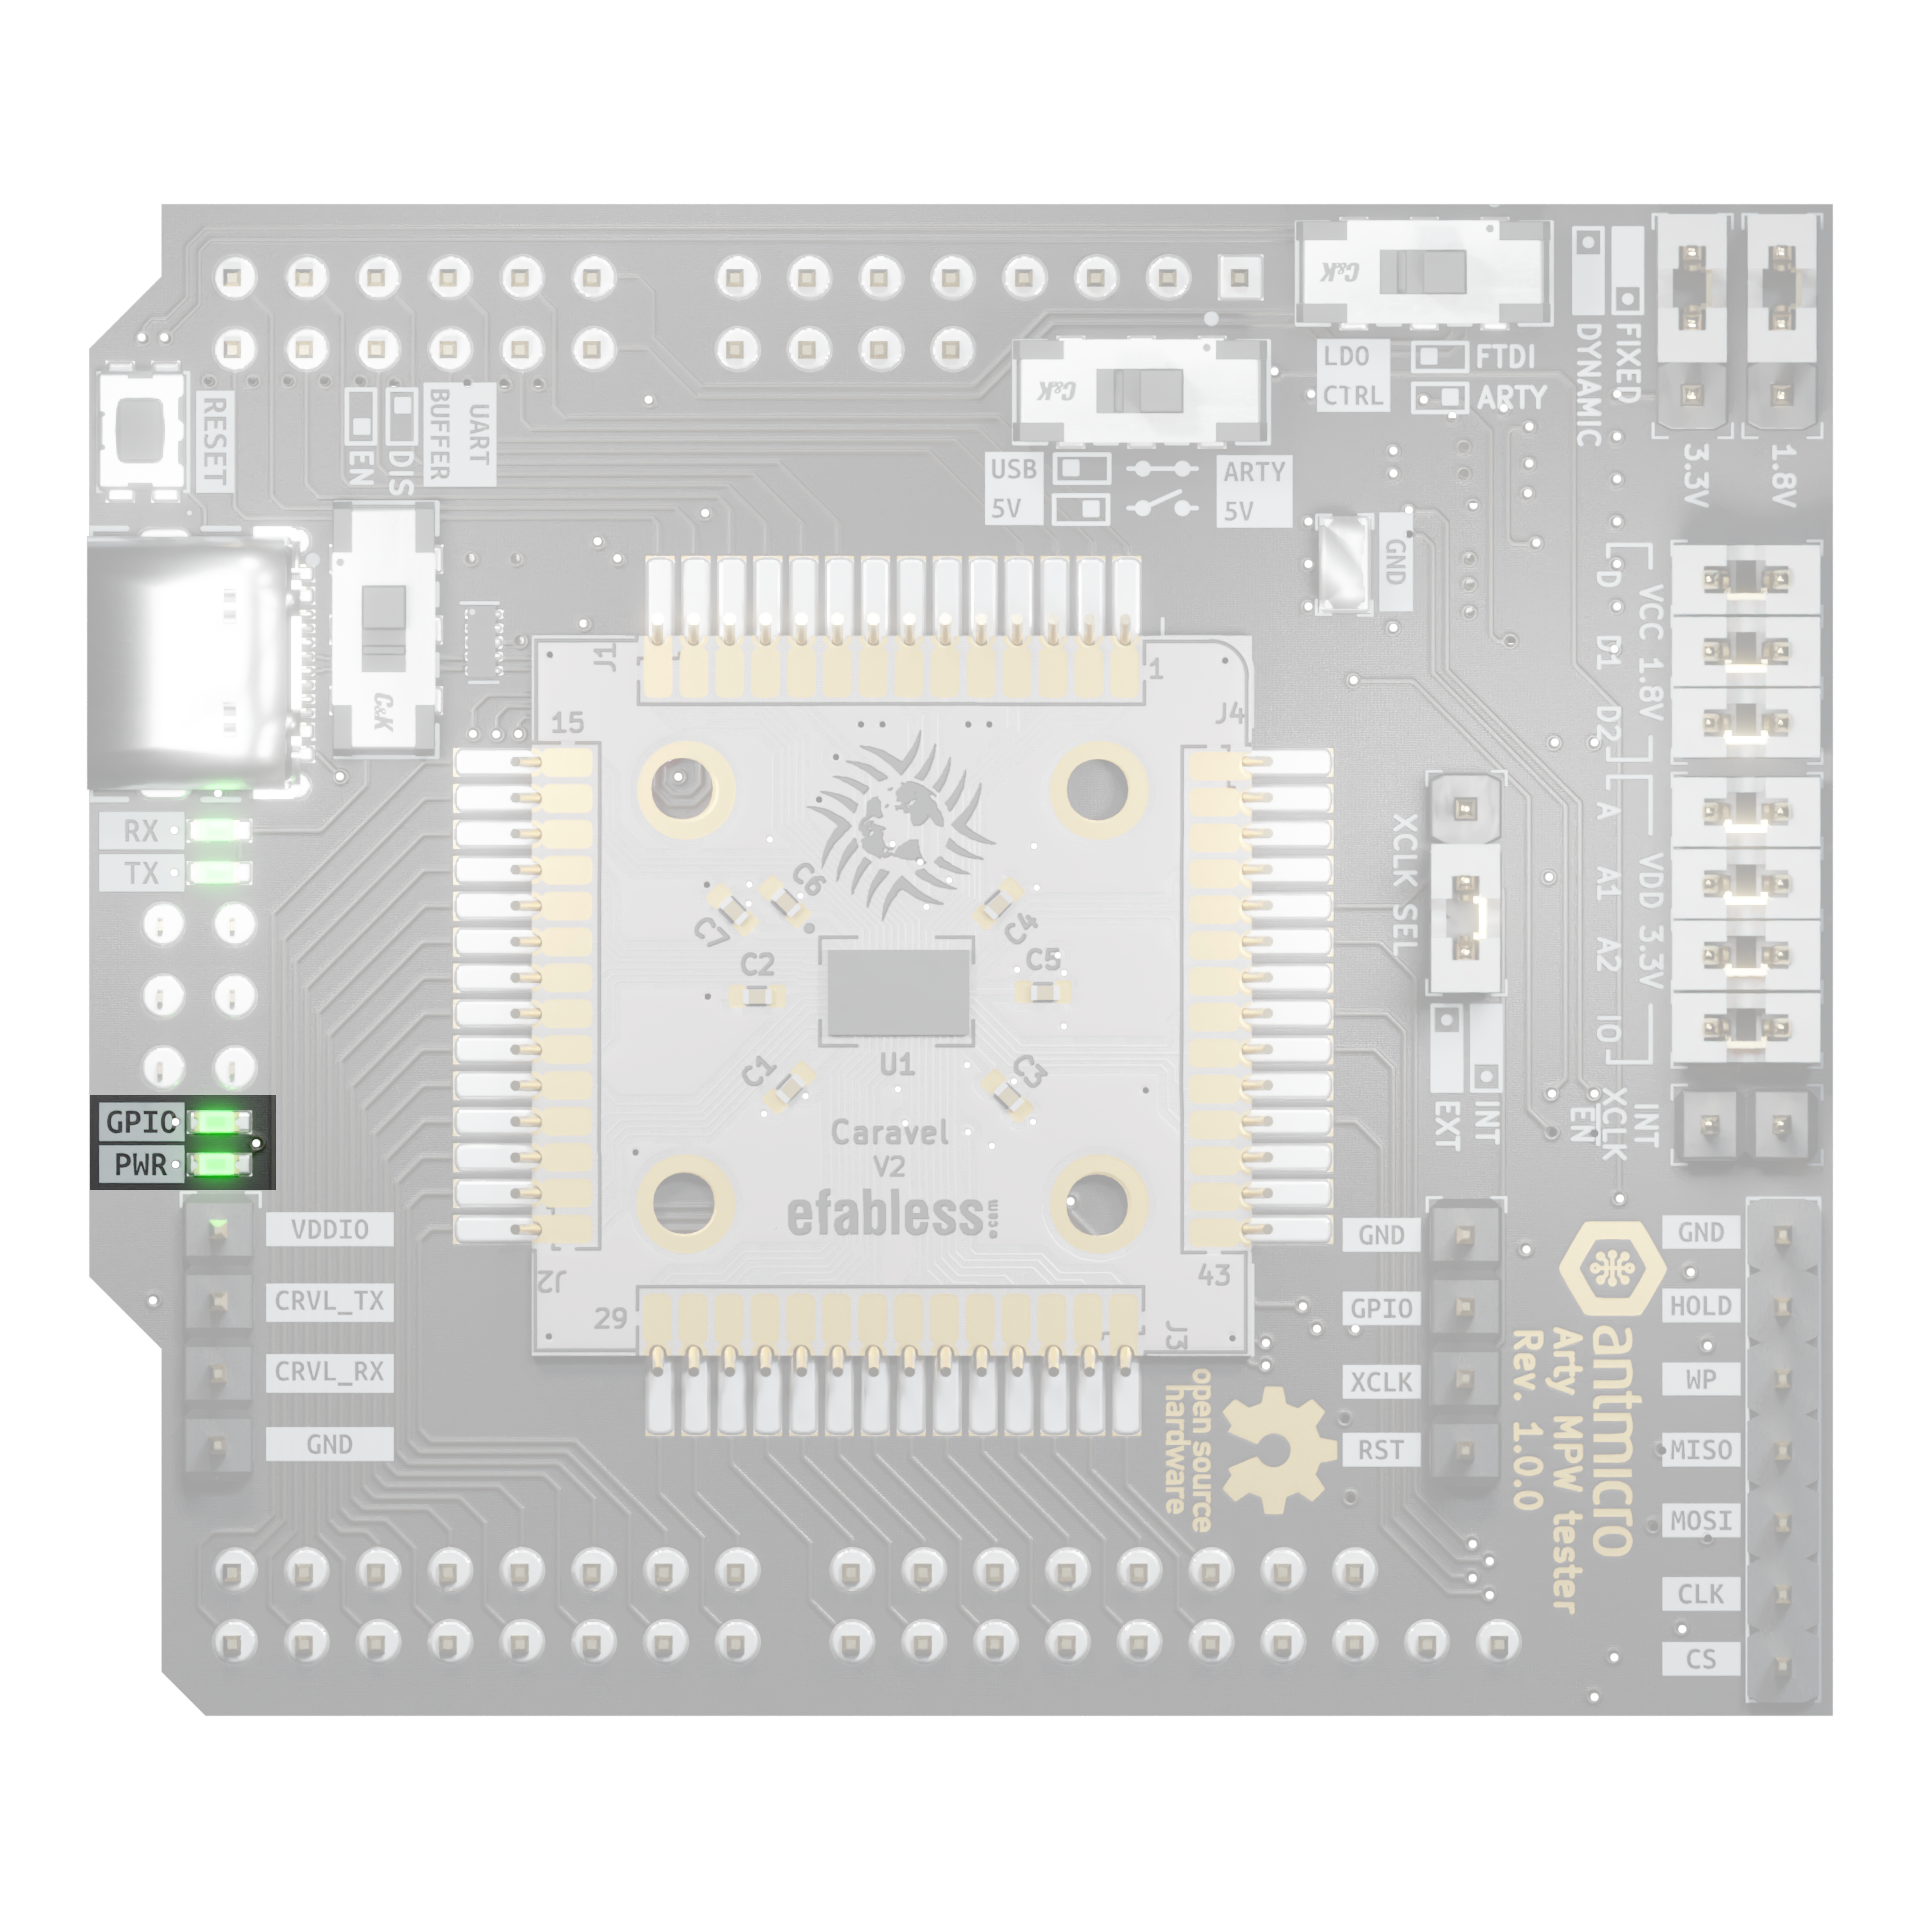 C&K
LDO
CTRL
FTDI
ARTY
DYNAMIC
FIXED
3.3V
1.8V
C&K
USB
5V
ARTY
5V
GND
RESET
EN
DIS
UART
BUFFER
C&K
RX
TX
GPIO
PWR
VDDIO
CRVL_TX
CRVL_RX
GND
J1
1
15
J4
C7
C6
C4
C2
C5
U1
C1
C3
Caravel
V2
efabless.com
J2
43
29
J3
D
D1
D2
VCC 1.8V
A
A1
A2
IO
VDD 3.3V
XCLK SEL
EXT
INT
INT
XCLK
EN
GND
GPIO
XCLK
RST
open source
hardware
antmicro
Arty MPW tester
Rev. 1.0.0
GND
HOLD
WP
MISO
MOSI
CLK
CS